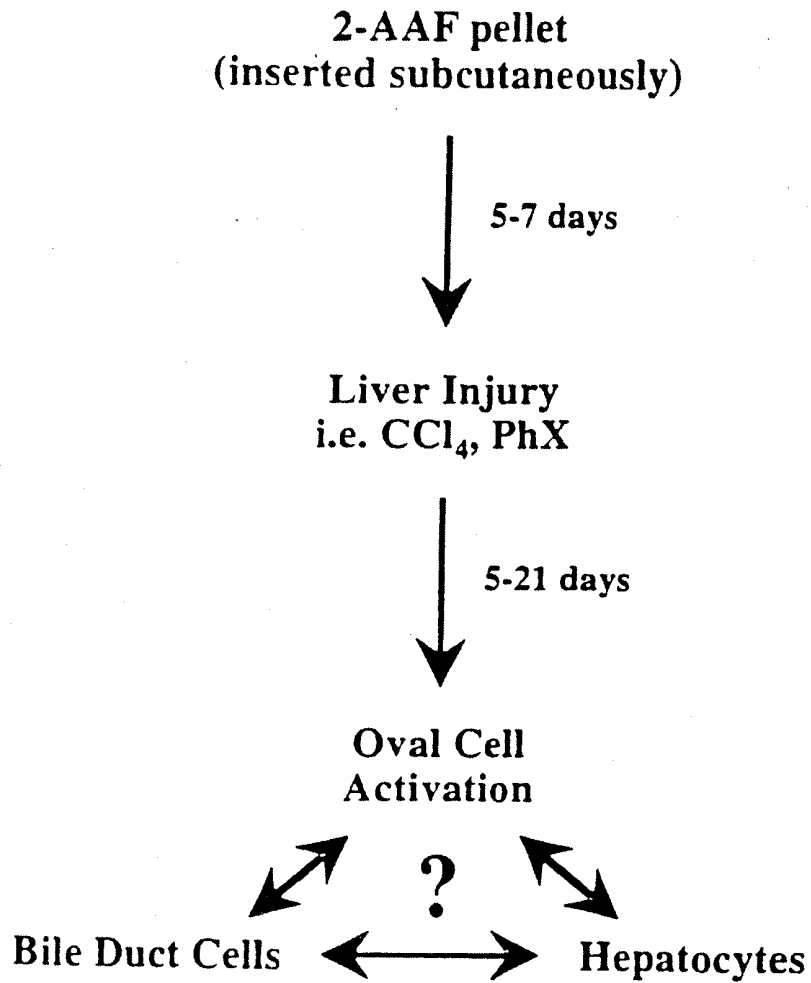 2-AAF pellet
(inserted subcutaneously)
5-7 days
Liver Injury
i.e. CCl₄, PhX
5-21 days
Oval Cell
Activation
?
Bile Duct Cells
Hepatocytes